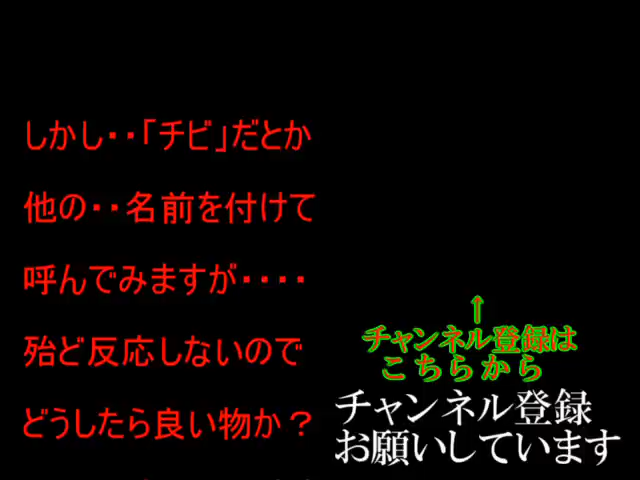 しかし・・「チビ」だとか
他の・・名前を付けて
呼んでみますが・・・・
殆ど反応しないので
どうしたら良い物か？
↑
チャンネル登録は
こちらから
チャンネル登録
お願いしています